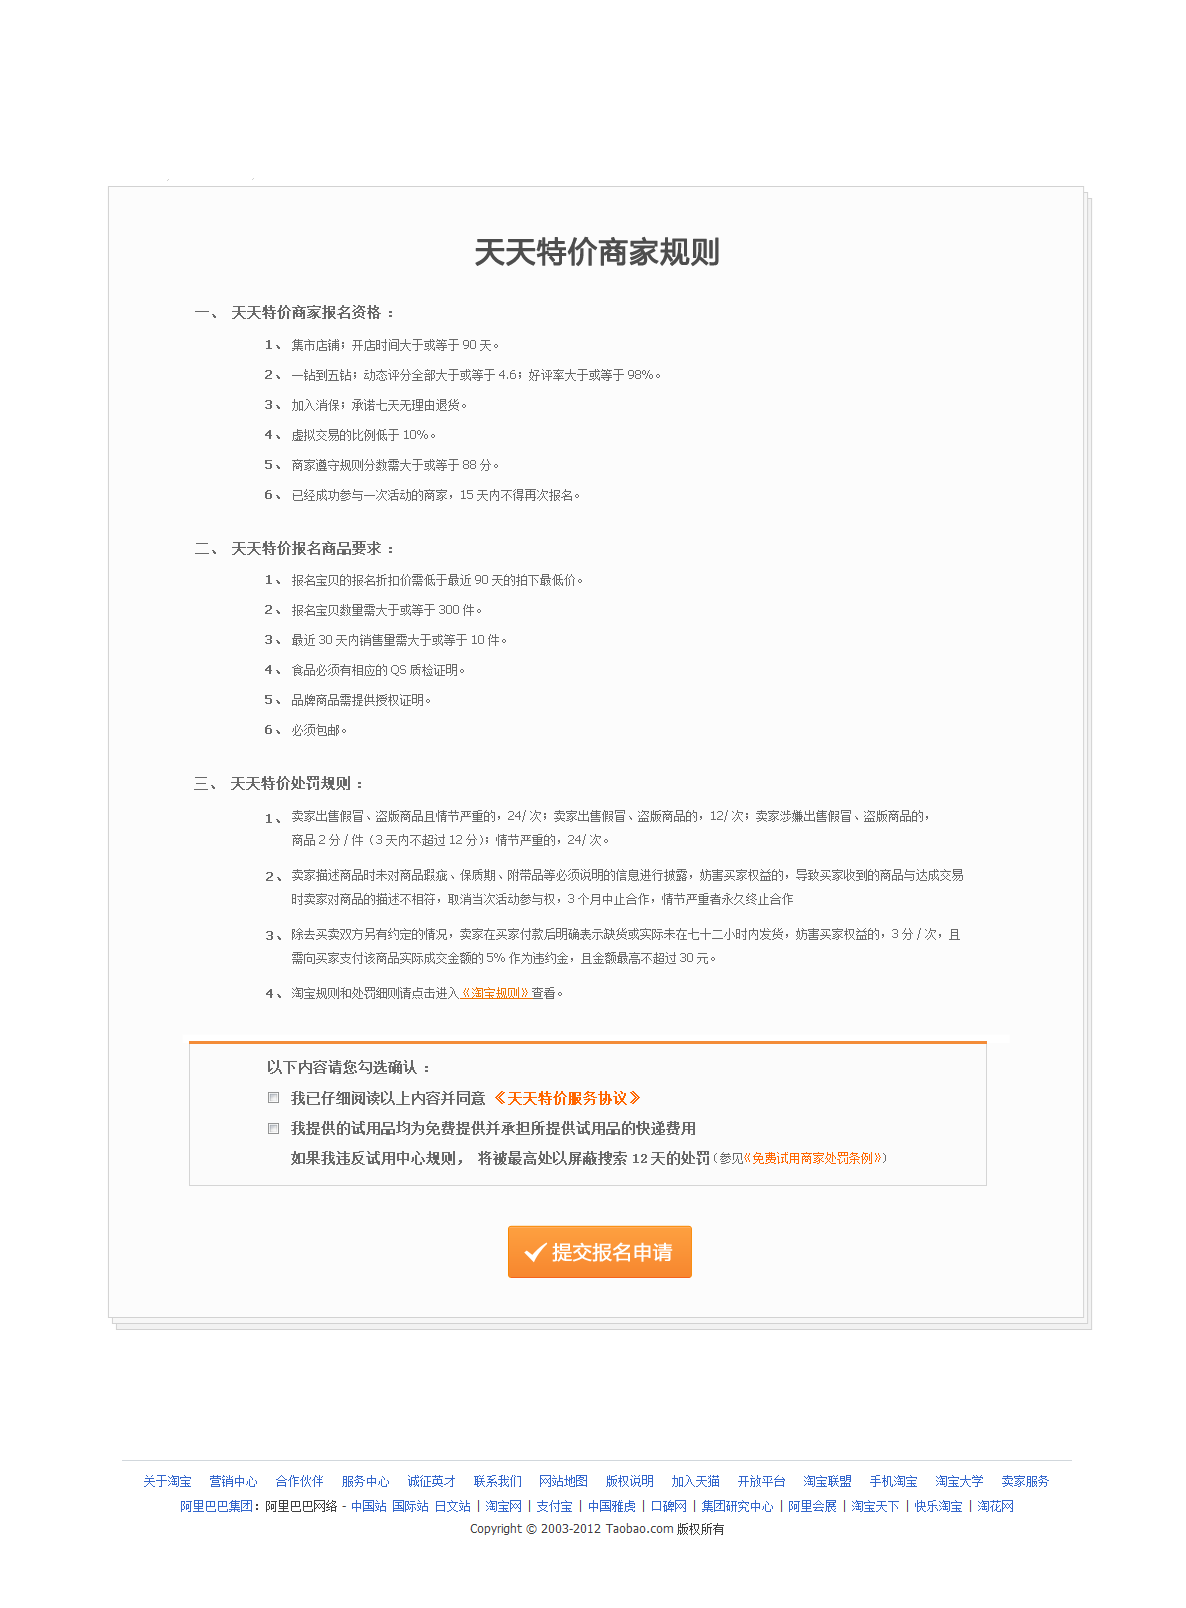 天天特价商家规则
一、 天天特价商家报名资格 ：
1、 集市店铺；开店时间大于或等于 90 天。
2、 一钻到五钻；动态评分全部大于或等于 4.6；好评率大于或等于 98%。
3、 加入消保；承诺七天无理由退货。
4、 虚拟交易的比例低于 10%。
5、 商家遵守规则分数需大于或等于 88 分。
6、 已经成功参与一次活动的商家，15 天内不得再次报名。
二、 天天特价报名商品要求 ：
1、 报名宝贝的报名折扣价需低于最近 90 天的拍下最低价。
2、 报名宝贝数量需大于或等于 300 件。
3、 最近 30 天内销售量需大于或等于 10 件。
4、 食品必须有相应的 QS 质检证明。
5、 品牌商品需提供授权证明。
6、 必须包邮。
三、 天天特价处罚规则 ：
1、 卖家出售假冒、盗版商品且情节严重的，24/ 次；卖家出售假冒、盗版商品的，12/ 次；卖家涉嫌出售假冒、盗版商品的，
商品 2 分 / 件（3 天内不超过 12 分）；情节严重的，24/ 次。
2、 卖家描述商品时未对商品瑕疵、保质期、附带品等必须说明的信息进行披露，妨害买家权益的，导致买家收到的商品与达成交易
时卖家对商品的描述不相符，取消当次活动参与权，3 个月中止合作，情节严重者永久终止合作
3、 除去买卖双方另有约定的情况，卖家在买家付款后明确表示缺货或实际未在七十二小时内发货，妨害买家权益的，3 分 / 次，且
需向买家支付该商品实际成交金额的 5% 作为违约金，且金额最高不超过 30 元。
4、 淘宝规则和处罚细则请点击进入《淘宝规则》查看。
以下内容请您勾选确认 ：
我已仔细阅读以上内容并同意 《天天特价服务协议》
我提供的试用品均为免费提供并承担所提供试用品的快递费用
如果我违反试用中心规则， 将被最高处以屏蔽搜索 12 天的处罚（参见《免费试用商家处罚条例》）
提交报名申请
关于淘宝 营销中心 合作伙伴 服务中心 诚征英才 联系我们 网站地图 版权说明 加入天猫 开放平台 淘宝联盟 手机淘宝 淘宝大学 卖家服务
阿里巴巴集团：阿里巴巴网络 - 中国站 国际站 日文站 | 淘宝网 | 支付宝 | 中国雅虎 | 口碑网 | 集团研究中心 | 阿里会展 | 淘宝天下 | 快乐淘宝 | 淘花网
Copyright © 2003-2012 Taobao.com 版权所有